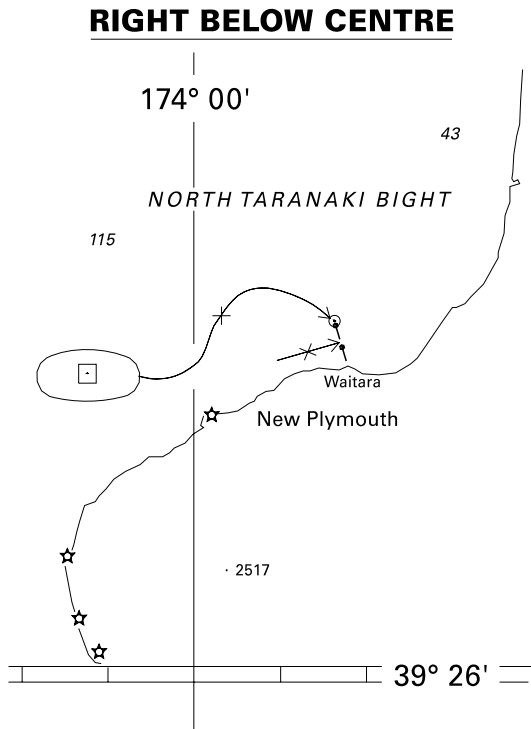 RIGHT BELOW CENTRE
174° 00'
43
NORTH TARANAKI BIGHT
115
Waitara
New Plymouth
2517
39° 26'